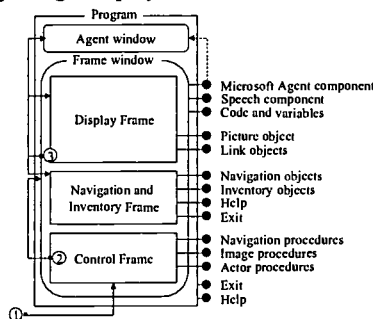 Program
Agent window
Frame window
Microsoft Agent component
Speech component
Code and variables
Display Frame
Picture object
Link objects
3
Navigation objects
Navigation and
Inventory objects
Inventory Frame
Help
Exit
Navigation procedures
2
Control Frame
Image procedures
Actor procedures
Exit
Help
1